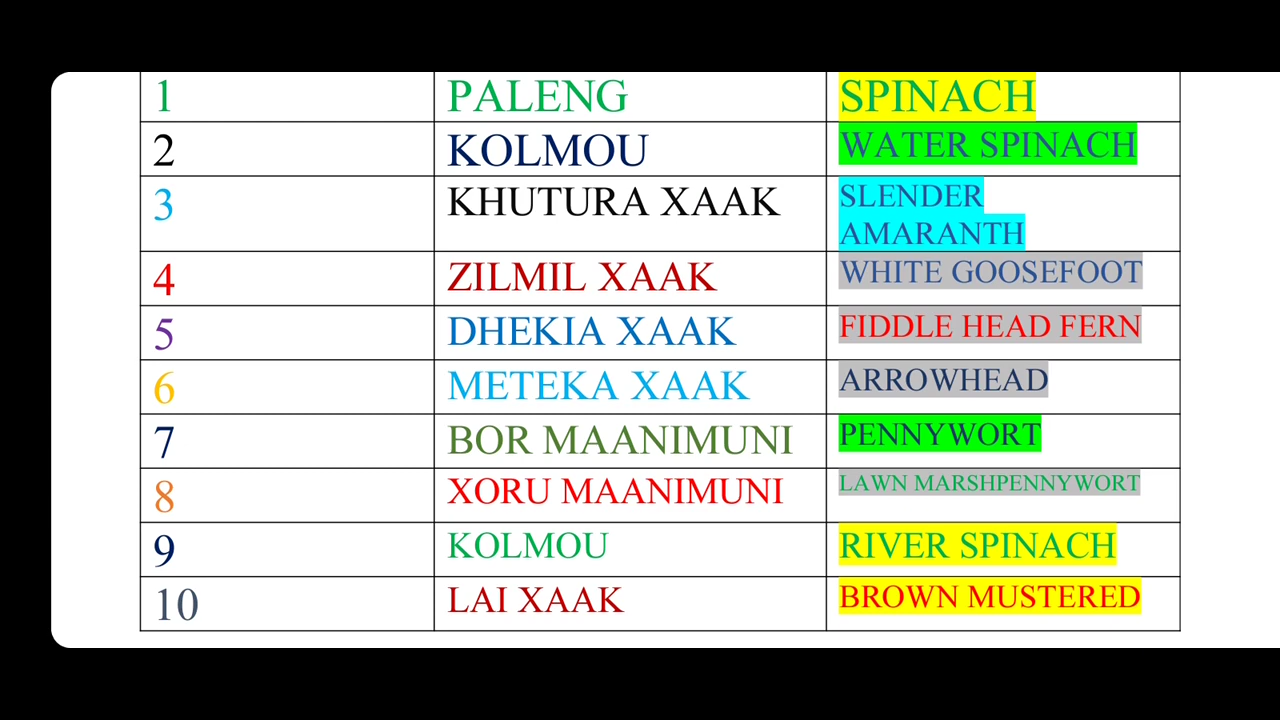 1 PALENG SPINACH
2 KOLMOU WATER SPINACH
3 KHUTURA XAAK SLENDER
AMARANTH
4 ZILMIL XAAK WHITE GOOSEFOOT
5 DHEKIA XAAK FIDDLE HEAD FERN
6 METEKA XAAK ARROWHEAD
7 BOR MAANIMUNI PENNYWORT
8 XORU MAANIMUNI LAWN MARSHPENNYWORT
9 KOLMOU RIVER SPINACH
10 LAI XAAK BROWN MUSTERED